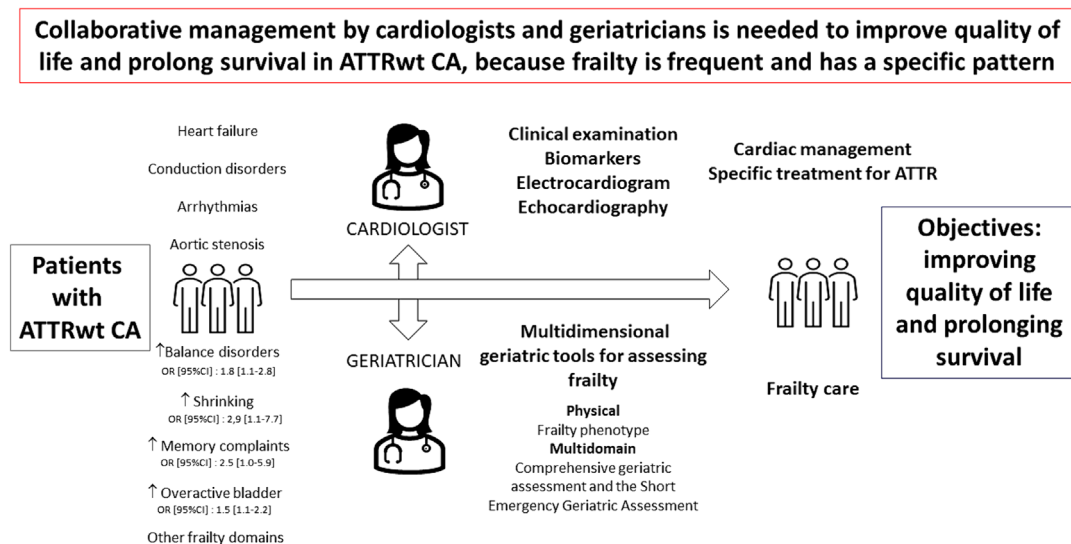 Collaborative management by cardiologists and geriatricians is needed to improve quality of
life and prolong survival in ATTRwt CA, because frailty is frequent and has a specific pattern
Heart failure
Conduction disorders
Arrhythmias
Aortic stenosis
Patients
with
ATTRwt CA
↑Balance disorders
OR [95%CI] : 1.8 [1.1-2.8]
↑ Shrinking
OR [95%CI] : 2,9 [1.1-7.7]
↑ Memory complaints
OR [95%CI] : 2.5 [1.0-5.9]
↑ Overactive bladder
OR [95%CI] : 1.5 [1.1-2.2]
Other frailty domains
CARDIOLOGIST
GERIATRICIAN
Clinical examination
Biomarkers
Electrocardiogram
Echocardiography
Multidimensional
geriatric tools for assessing
frailty
Physical
Frailty phenotype
Multidomain
Comprehensive geriatric
assessment and the Short
Emergency Geriatric Assessment
Cardiac management
Specific treatment for ATTR
Frailty care
Objectives:
improving
quality of life
and prolonging
survival